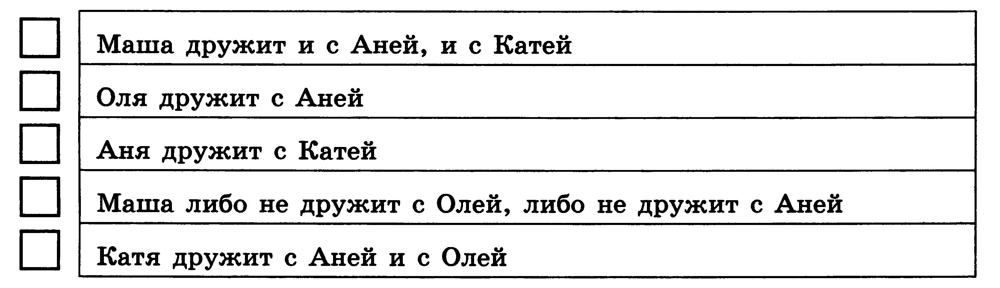 Маша дружит и с Аней, и с Катей
Оля дружит с Аней
Аня дружит с Катей
Маша либо не дружит с Олей, либо не дружит с Аней
Катя дружит с Аней и с Олей